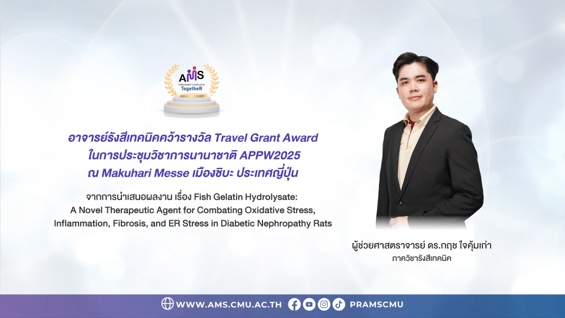 AMS
TogetheR
อาจารย์รังสีเทคนิคคว้ารางวัล Travel Grant Award
ในการประชุมวิชาการนานาชาติ APPW2025
ณ Makuhari Messe เมืองชิบะ ประเทศญี่ปุ่น
จากการนำเสนอผลงาน เรื่อง Fish Gelatin Hydrolysate:
A Novel Therapeutic Agent for Combating Oxidative Stress,
Inflammation, Fibrosis, and ER Stress in Diabetic Nephropathy Rats
ผู้ช่วยศาสตราจารย์ ดร.กฤช ใจคุ้มเก่า
ภาควิชารังสีเทคนิค
WWW.AMS.CMU.AC.TH
PRAMSCMU